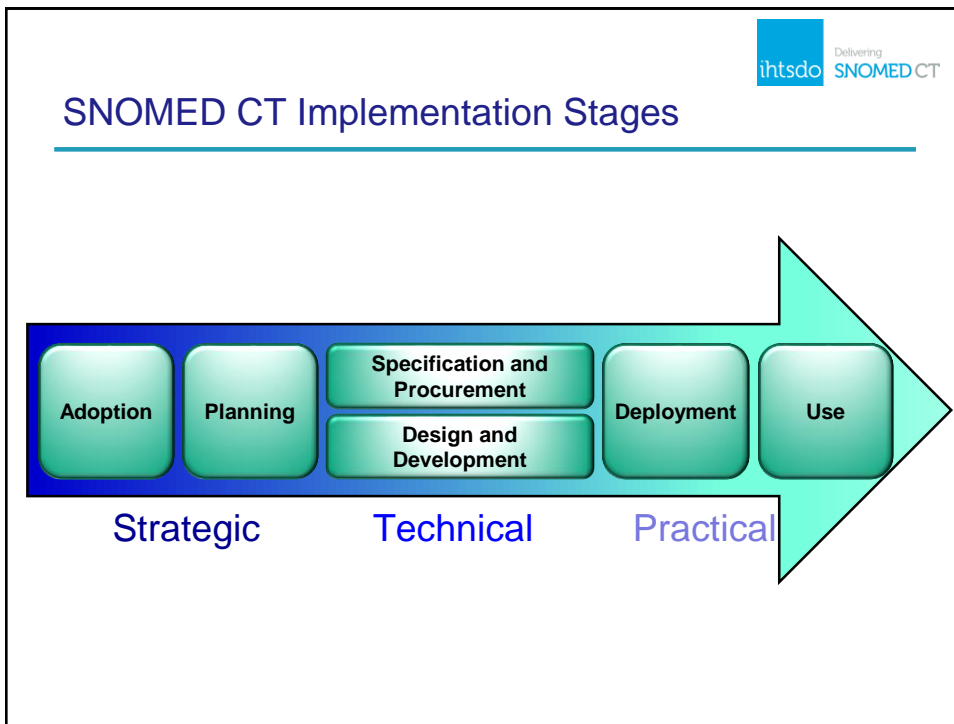 ihtsdo
Delivering
SNOMED CT
SNOMED CT Implementation Stages
Adoption
Planning
Specification and
Procurement
Design and
Development
Deployment
Use
Strategic
Technical
Practical